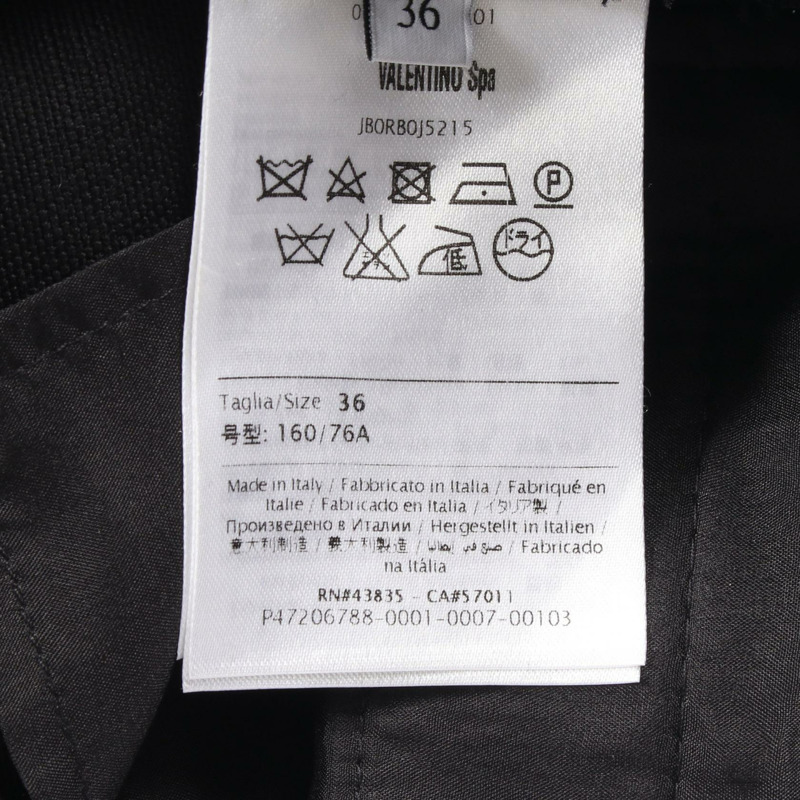 0 36 01
VALENTINO Spa
JB0RB0J5215
P
低 ドライ
Taglia/Size 36
号型: 160/76A
Made in Italy / Fabbricato in Italia / Fabriqué en
Italie / Fabricado en Italia / イタリア製 /
Произведено в Италии / Hergestellt in Italien /
意大利制造 / 義大利製造 / صنع في إيطاليا / Fabricado
na Itália
RN#43835 - CA#57011
P47206788-0001-0007-00103